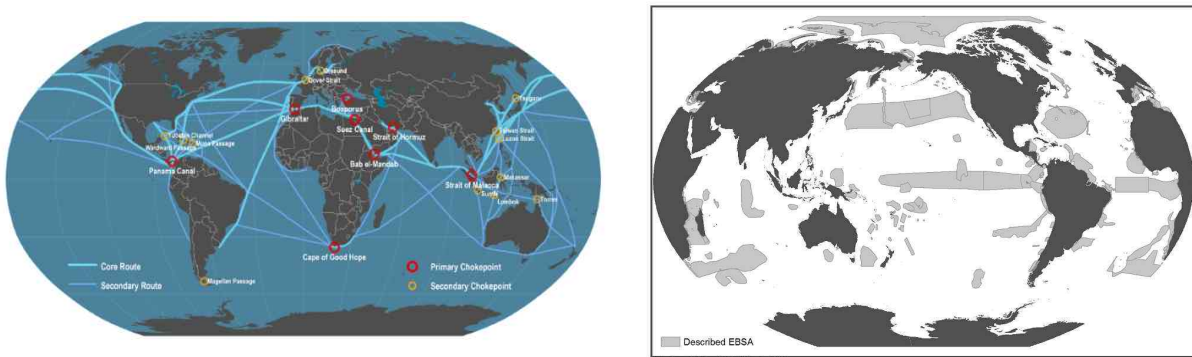 Oresund
Dover Strait
Bosporus
Gibraltar
Suez Canal
Strait of Hormuz
Tsugaru
Taiwan Strait
Luzon Strait
Yucatan Channel
Windward Passage
Mona Passage
Panama Canal
Bab el-Mandab
Strait of Malacca
Makassar
Sunda
Lombok
Torres
Cape of Good Hope
Magellan Passage
Core Route
Secondary Route
Primary Chokepoint
Secondary Chokepoint
Described EBSA